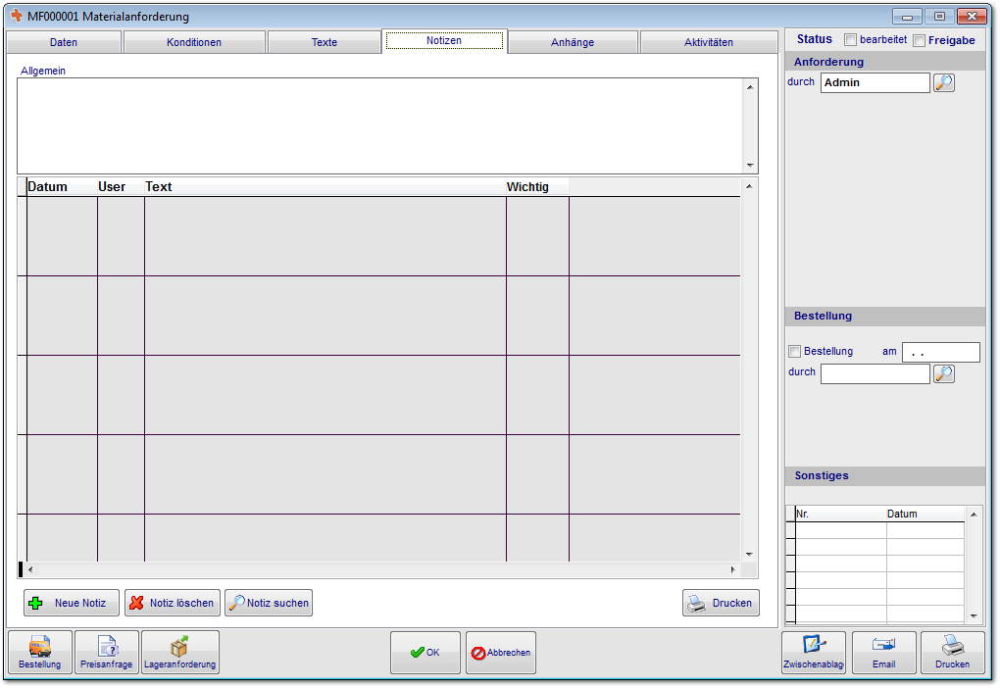 MF000001 Materialanforderung
Daten Konditionen Texte Notizen Anhänge Aktivitäten
Status bearbeitet Freigabe
Anforderung
durch Admin
Allgemein
Datum User Text Wichtig
Bestellung
Bestellung am . .
durch
Sonstiges
Nr. Datum
Neue Notiz Notiz löschen Notiz suchen Drucken
Bestellung Preisanfrage Lageranforderung OK Abbrechen Zwischenablag Email Drucken